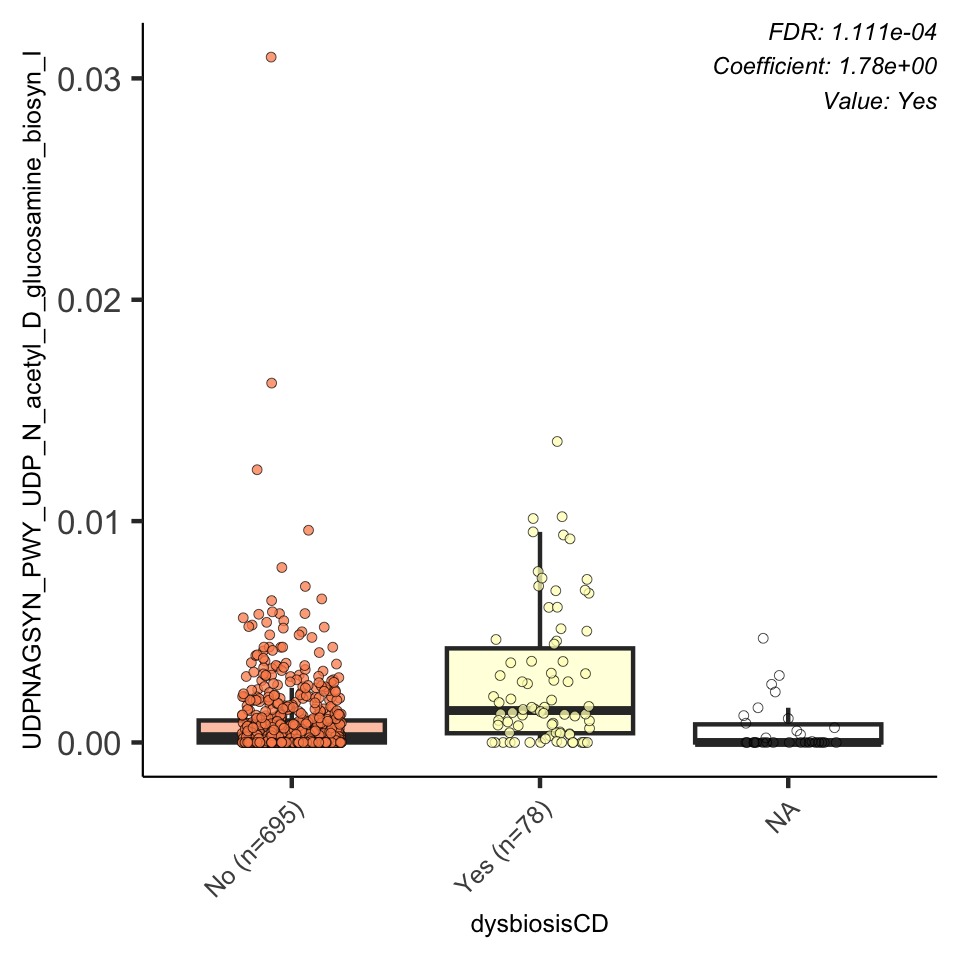 FDR: 1.111e-04
Coefficient: 1.78e+00
Value: Yes
UDPNAGSYN_PWY_UDP_N_acetyl_D_glucosamine_biosyn_I
0.03
0.02
0.01
0.00
No (n=695)
Yes (n=78)
NA
dysbiosisCD